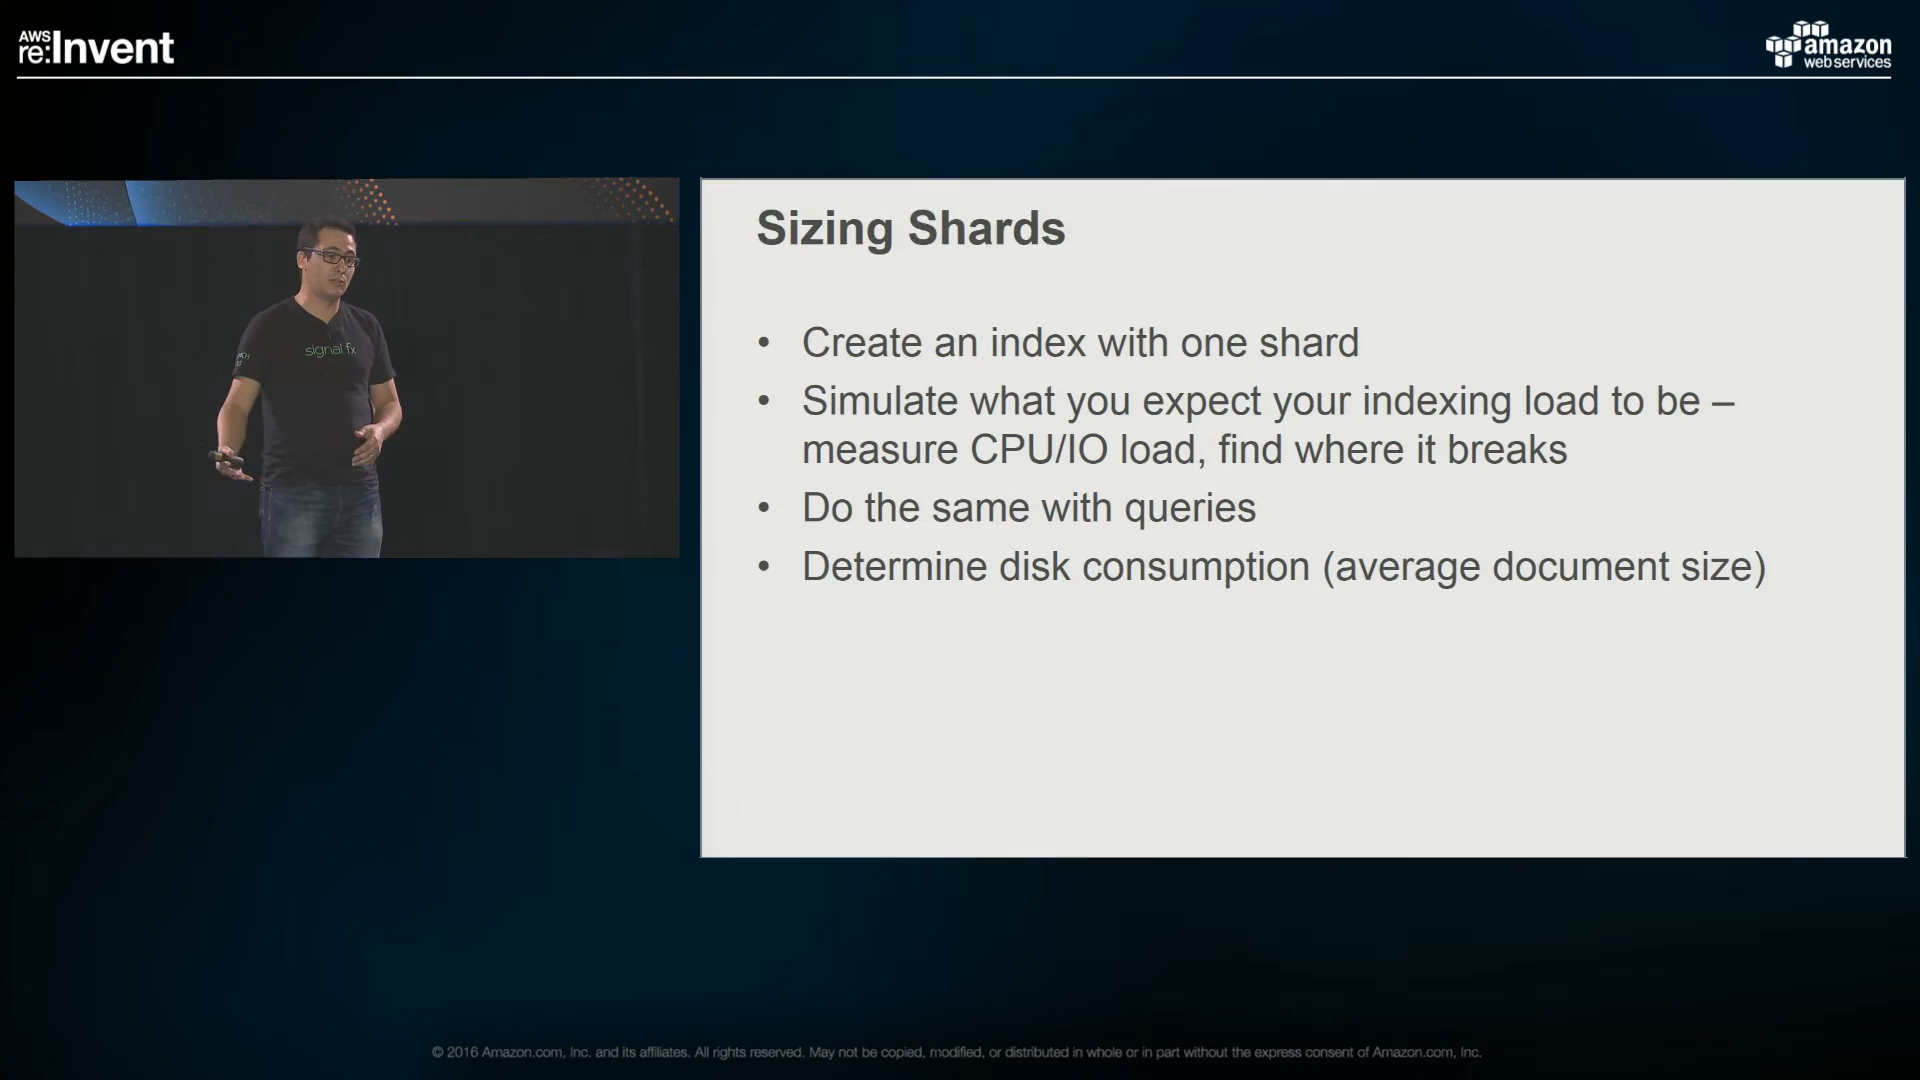 AWS
re:Invent
amazon
web services
signal fx
Sizing Shards
• Create an index with one shard
• Simulate what you expect your indexing load to be –
measure CPU/IO load, find where it breaks
• Do the same with queries
• Determine disk consumption (average document size)
© 2016 Amazon.com, Inc. and its affiliates. All rights reserved. May not be copied, modified, or distributed in whole or in part without the express consent of Amazon.com, Inc.